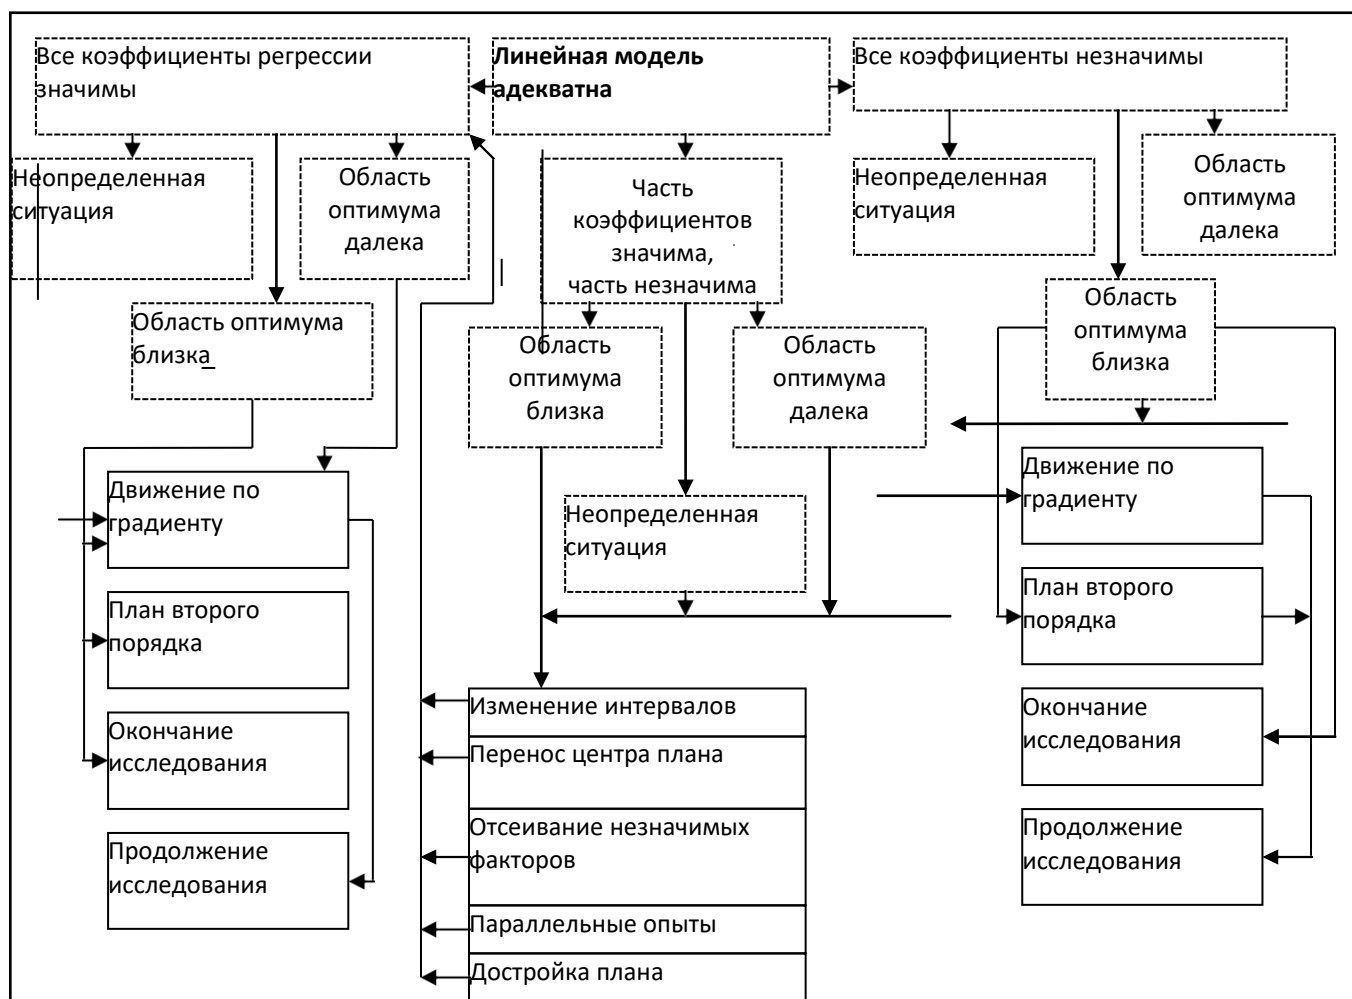 Все коэффициенты регрессии
значимы
Линейная модель
адекватна
Все коэффициенты незначимы
Неопределенная
ситуация
Область
оптимума
далека
Часть
коэффициентов
значима,
часть незначима
Неопределенная
ситуация
Область
оптимума
далека
Область оптимума
близка
Область
оптимума
близка
Область
оптимума
далека
Область
оптимума
близка
Движение по
градиенту
Неопределенная
ситуация
Движение по
градиенту
План второго
порядка
План второго
порядка
Окончание
исследования
Изменение интервалов
Перенос центра плана
Отсеивание незначимых
факторов
Параллельные опыты
Достройка плана
Окончание
исследования
Продолжение
исследования
Продолжение
исследования